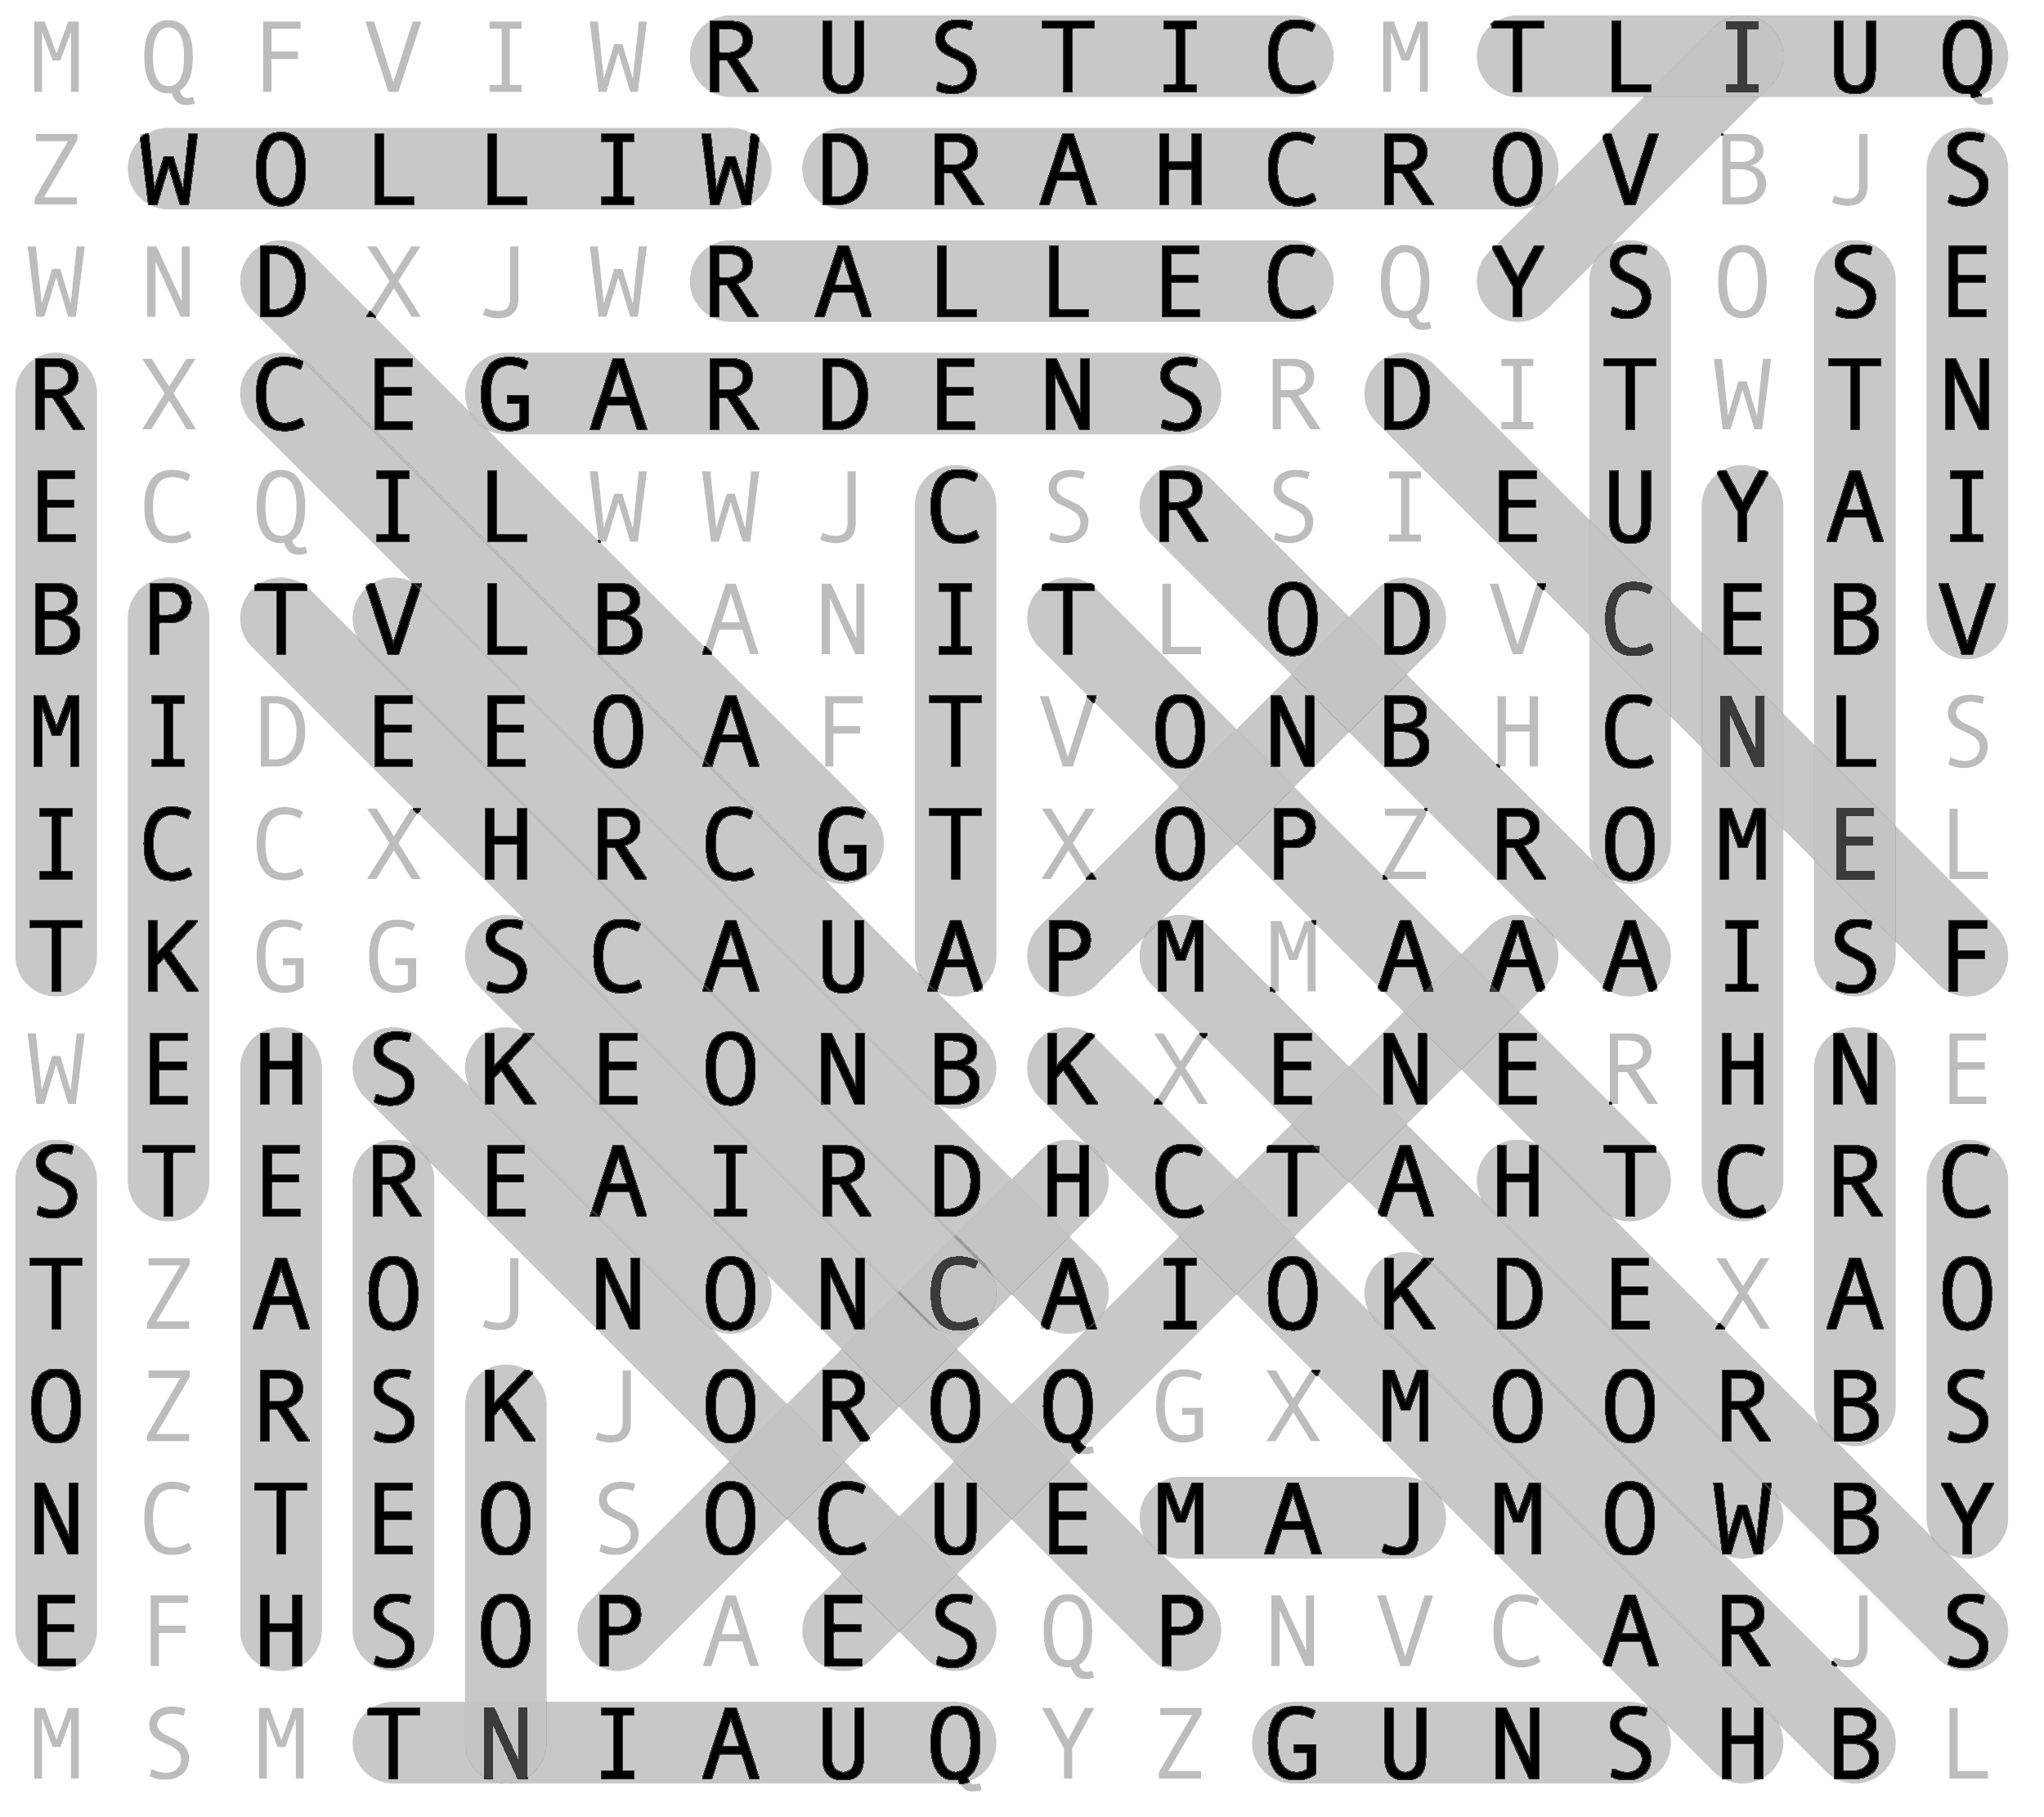 M Q F V I W R U S T I C M T L I U Q
Z W O L L I W D R A H C R O V B J S
W N D X J W R A L L E C Q Y S O S E
R X C E G A R D E N S R D I T W T N
E C Q I L W W J C S R S I E U Y A I
B P T V L B A N I T L O D V C E B V
M I D E E O A F T V O N B H C N L S
I C C X H R C G T X O P Z R O M E L
T K G G S C A U A P M M A A A I S F
W E H S K E O N B K X E N E R H N E
S T E R E A I R D H C T A H T C R C
T Z A O J N O N C A I O K D E X A O
O Z R S K J O R O Q G X M O O R B S
N C T E O S O C U E M A J M O W B Y
E F H S O P A E S Q P N V C A R J S
M S M T N I A U Q Y Z G U N S H B L